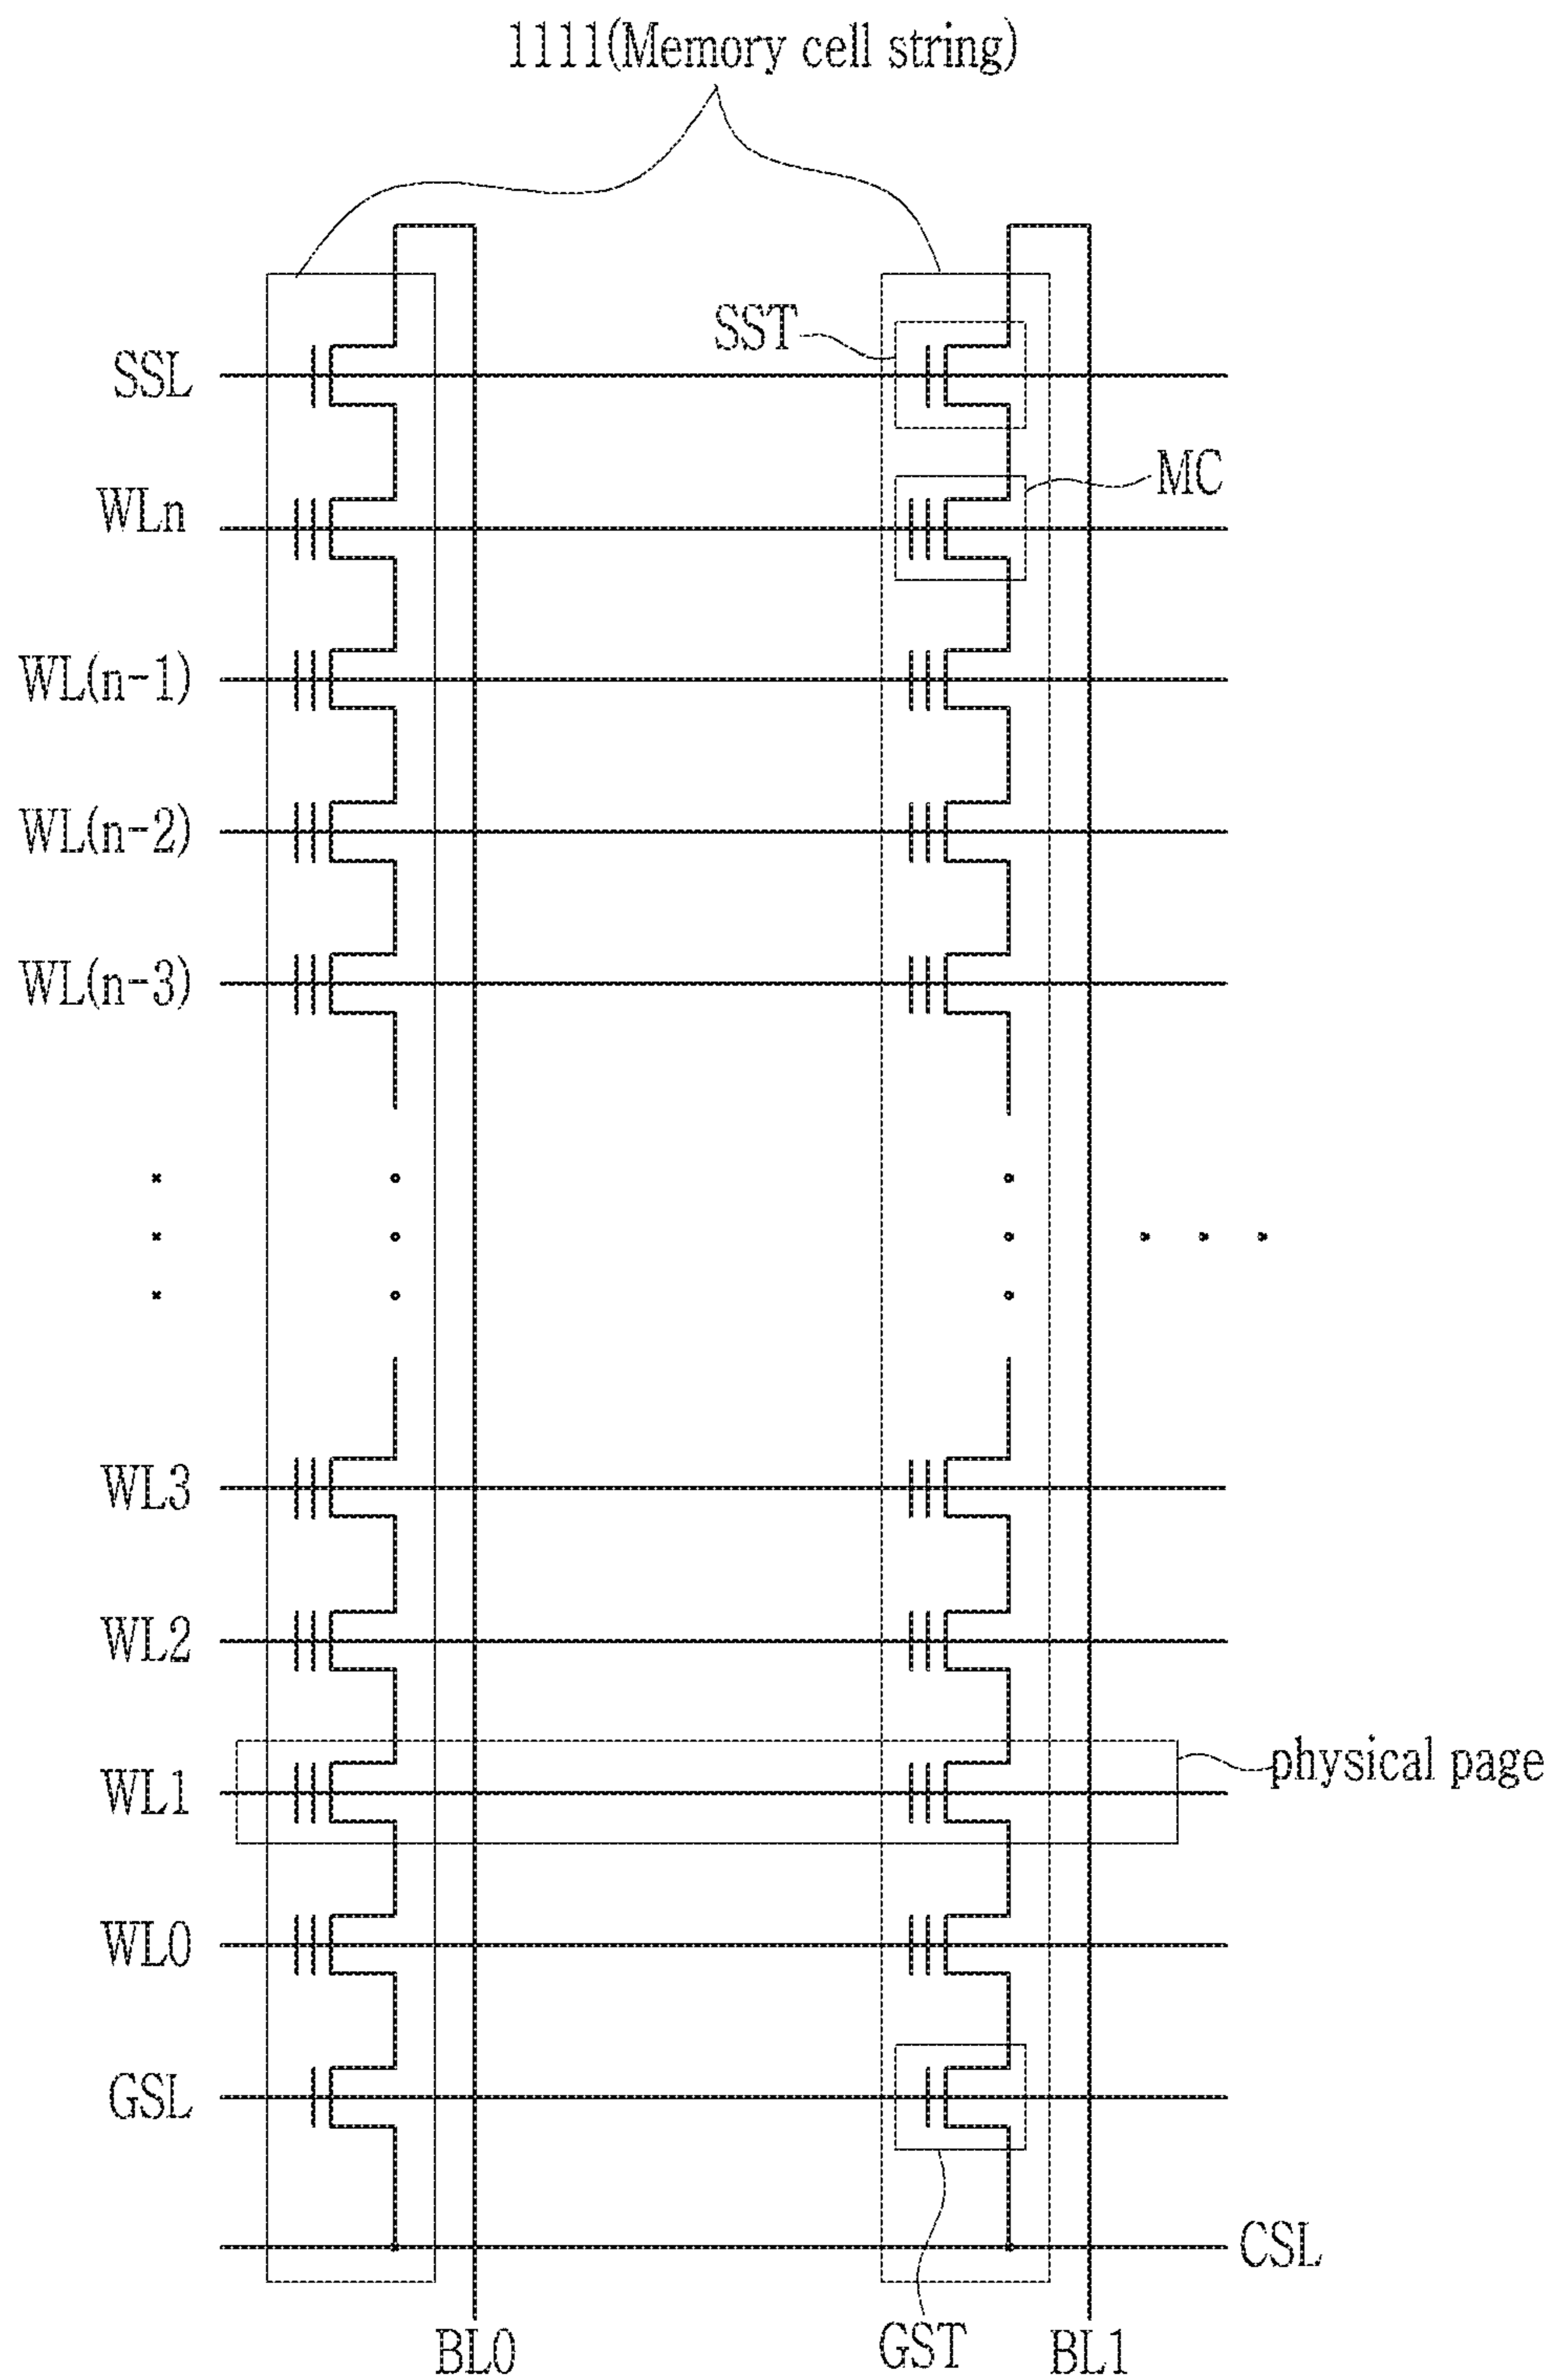 1111(Memory cell string)
SST
SSL
MC
WLn
WL(n-1)
WL(n-2)
WL(n-3)
WL3
WL2
physical page
WL1
WL0
GSL
CSL
BL0
GST
BL1